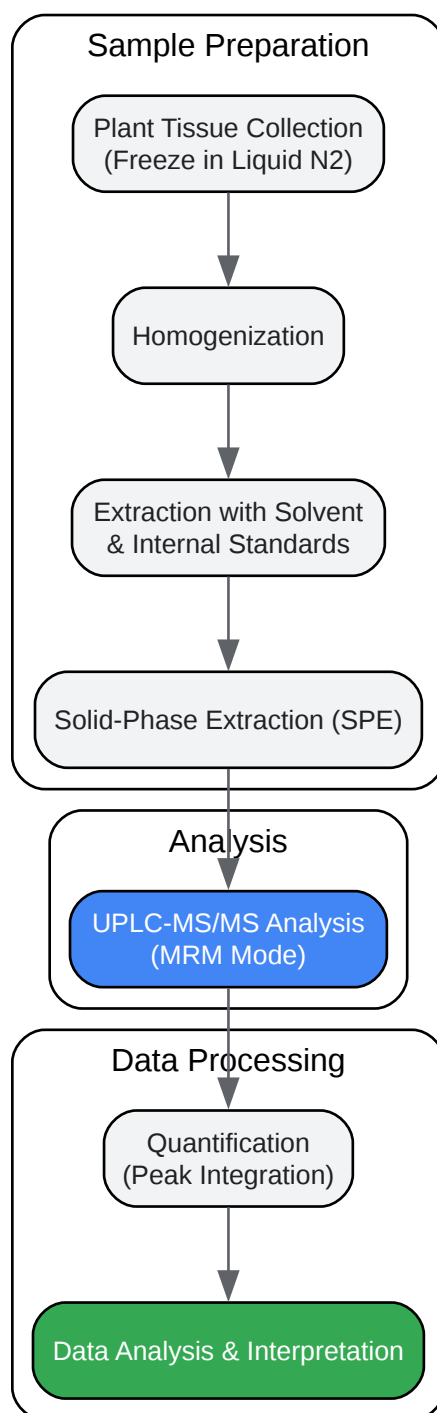 Sample Preparation
Plant Tissue Collection
(Freeze in Liquid N2)
Homogenization
Extraction with Solvent
& Internal Standards
Solid-Phase Extraction (SPE)
Analysis
UPLC-MS/MS Analysis
(MRM Mode)
Data Processing
Quantification
(Peak Integration)
Data Analysis & Interpretation